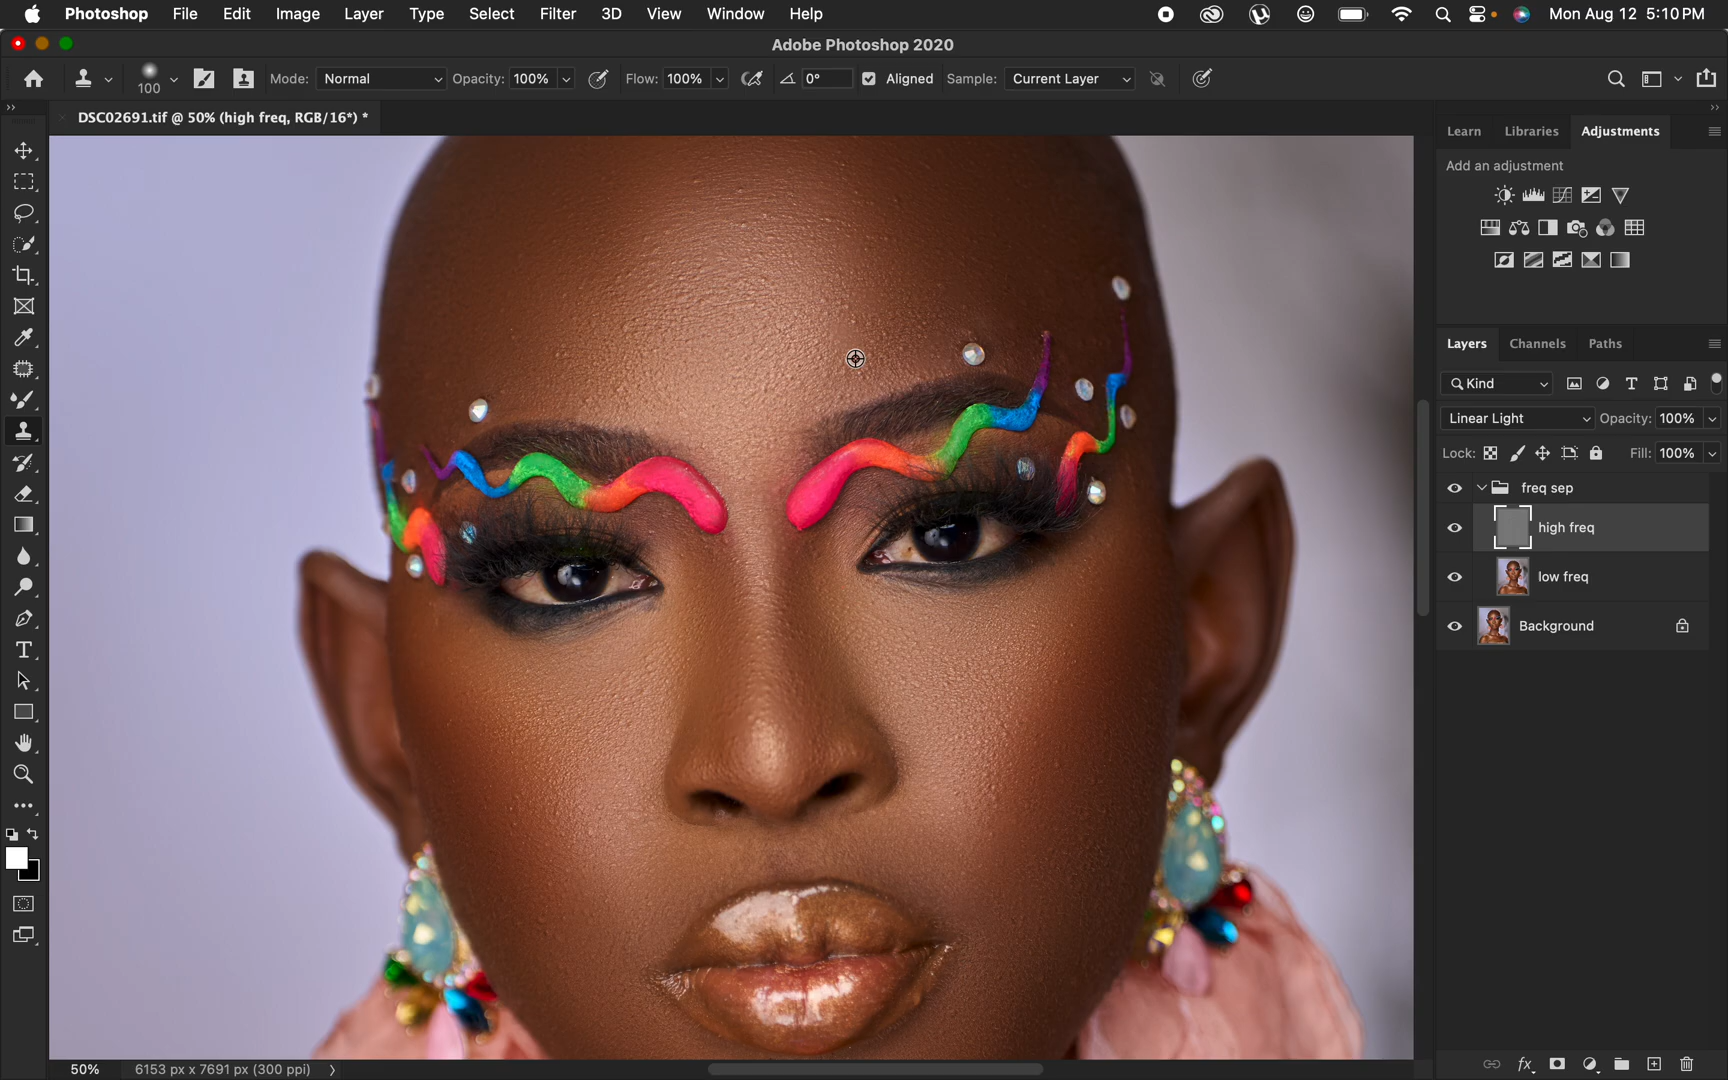 Photoshop File Edit Image Layer Type Select Filter 3D View Window Help Mon Aug 12 5:10 PM
Adobe Photoshop 2020
100 Mode: Normal Opacity: 100% Flow: 100% 0° Aligned Sample: Current Layer
DSC02691.tif @ 50% (high freq, RGB/16*) *
Learn Libraries Adjustments
Add an adjustment
Layers Channels Paths
Kind
Linear Light Opacity: 100%
Lock: Fill: 100%
freq sep
high freq
low freq
Background
50% 6153 px x 7691 px (300 ppi)